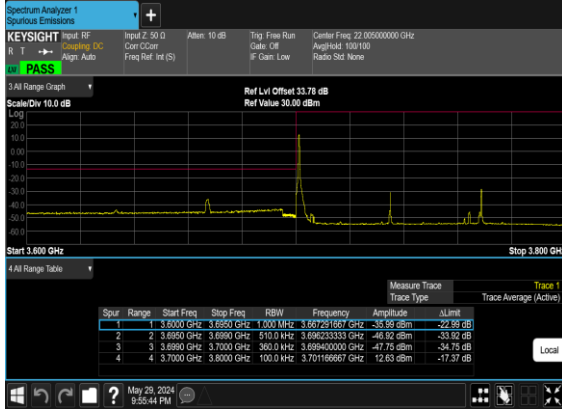 Spectrum Analyzer 1
Spurious Emissions
+
KEYSIGHT Input: RF Input Z: 50 Ω Atten: 10 dB Trig: Free Run Center Freq: 22.005000000 GHz
R T Coupling: DC Corr CCorr Gate: Off Avg|Hold: 100/100
Align: Auto Freq Ref: Int (S) IF Gain: Low Radio Std: None
PASS
3 All Range Graph
Ref Lvl Offset 33.78 dB
Scale/Div 10.0 dB Ref Value 30.00 dBm
Log
20.0
10.0
0.00
-10.0
-20.0
-30.0
-40.0
-50.0
-60.0
Start 3.600 GHz Stop 3.800 GHz
4 All Range Table
Measure Trace Trace 1
Trace Type Trace Average (Active)
Spur Range Start Freq Stop Freq RBW Frequency Amplitude ΔLimit
1 1 3.6000 GHz 3.6950 GHz 1.000 MHz 3.667291667 GHz -35.99 dBm -22.99 dB
2 2 3.6950 GHz 3.6990 GHz 510.0 kHz 3.696233333 GHz -46.92 dBm -33.92 dB
3 3 3.6990 GHz 3.7000 GHz 360.0 kHz 3.699400000 GHz -47.75 dBm -34.75 dB
4 4 3.7000 GHz 3.8000 GHz 100.0 kHz 3.701166667 GHz 12.63 dBm -17.37 dB
Local
? May 29, 2024
9:55:44 PM